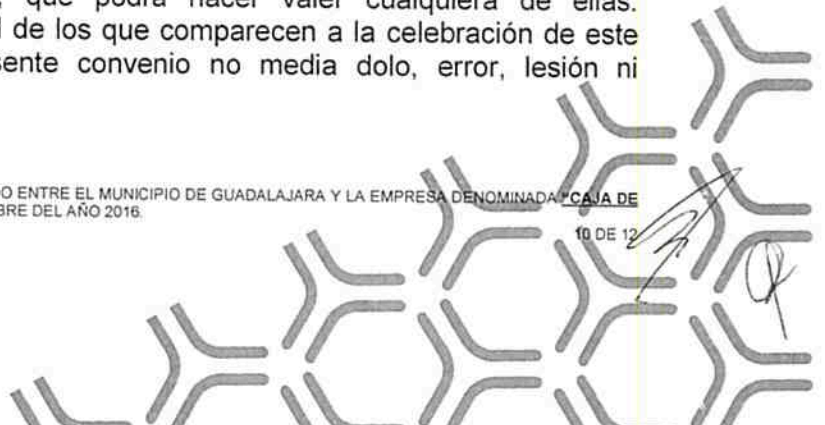 , que podrá hacer valer cualquiera de ellas.
de los que comparecen a la celebración de este
sente convenio no media dolo, error, lesión ni
O ENTRE EL MUNICIPIO DE GUADALAJARA Y LA EMPRESA DENOMINADA "CAJA DE
BRE DEL AÑO 2016.
10 DE 12